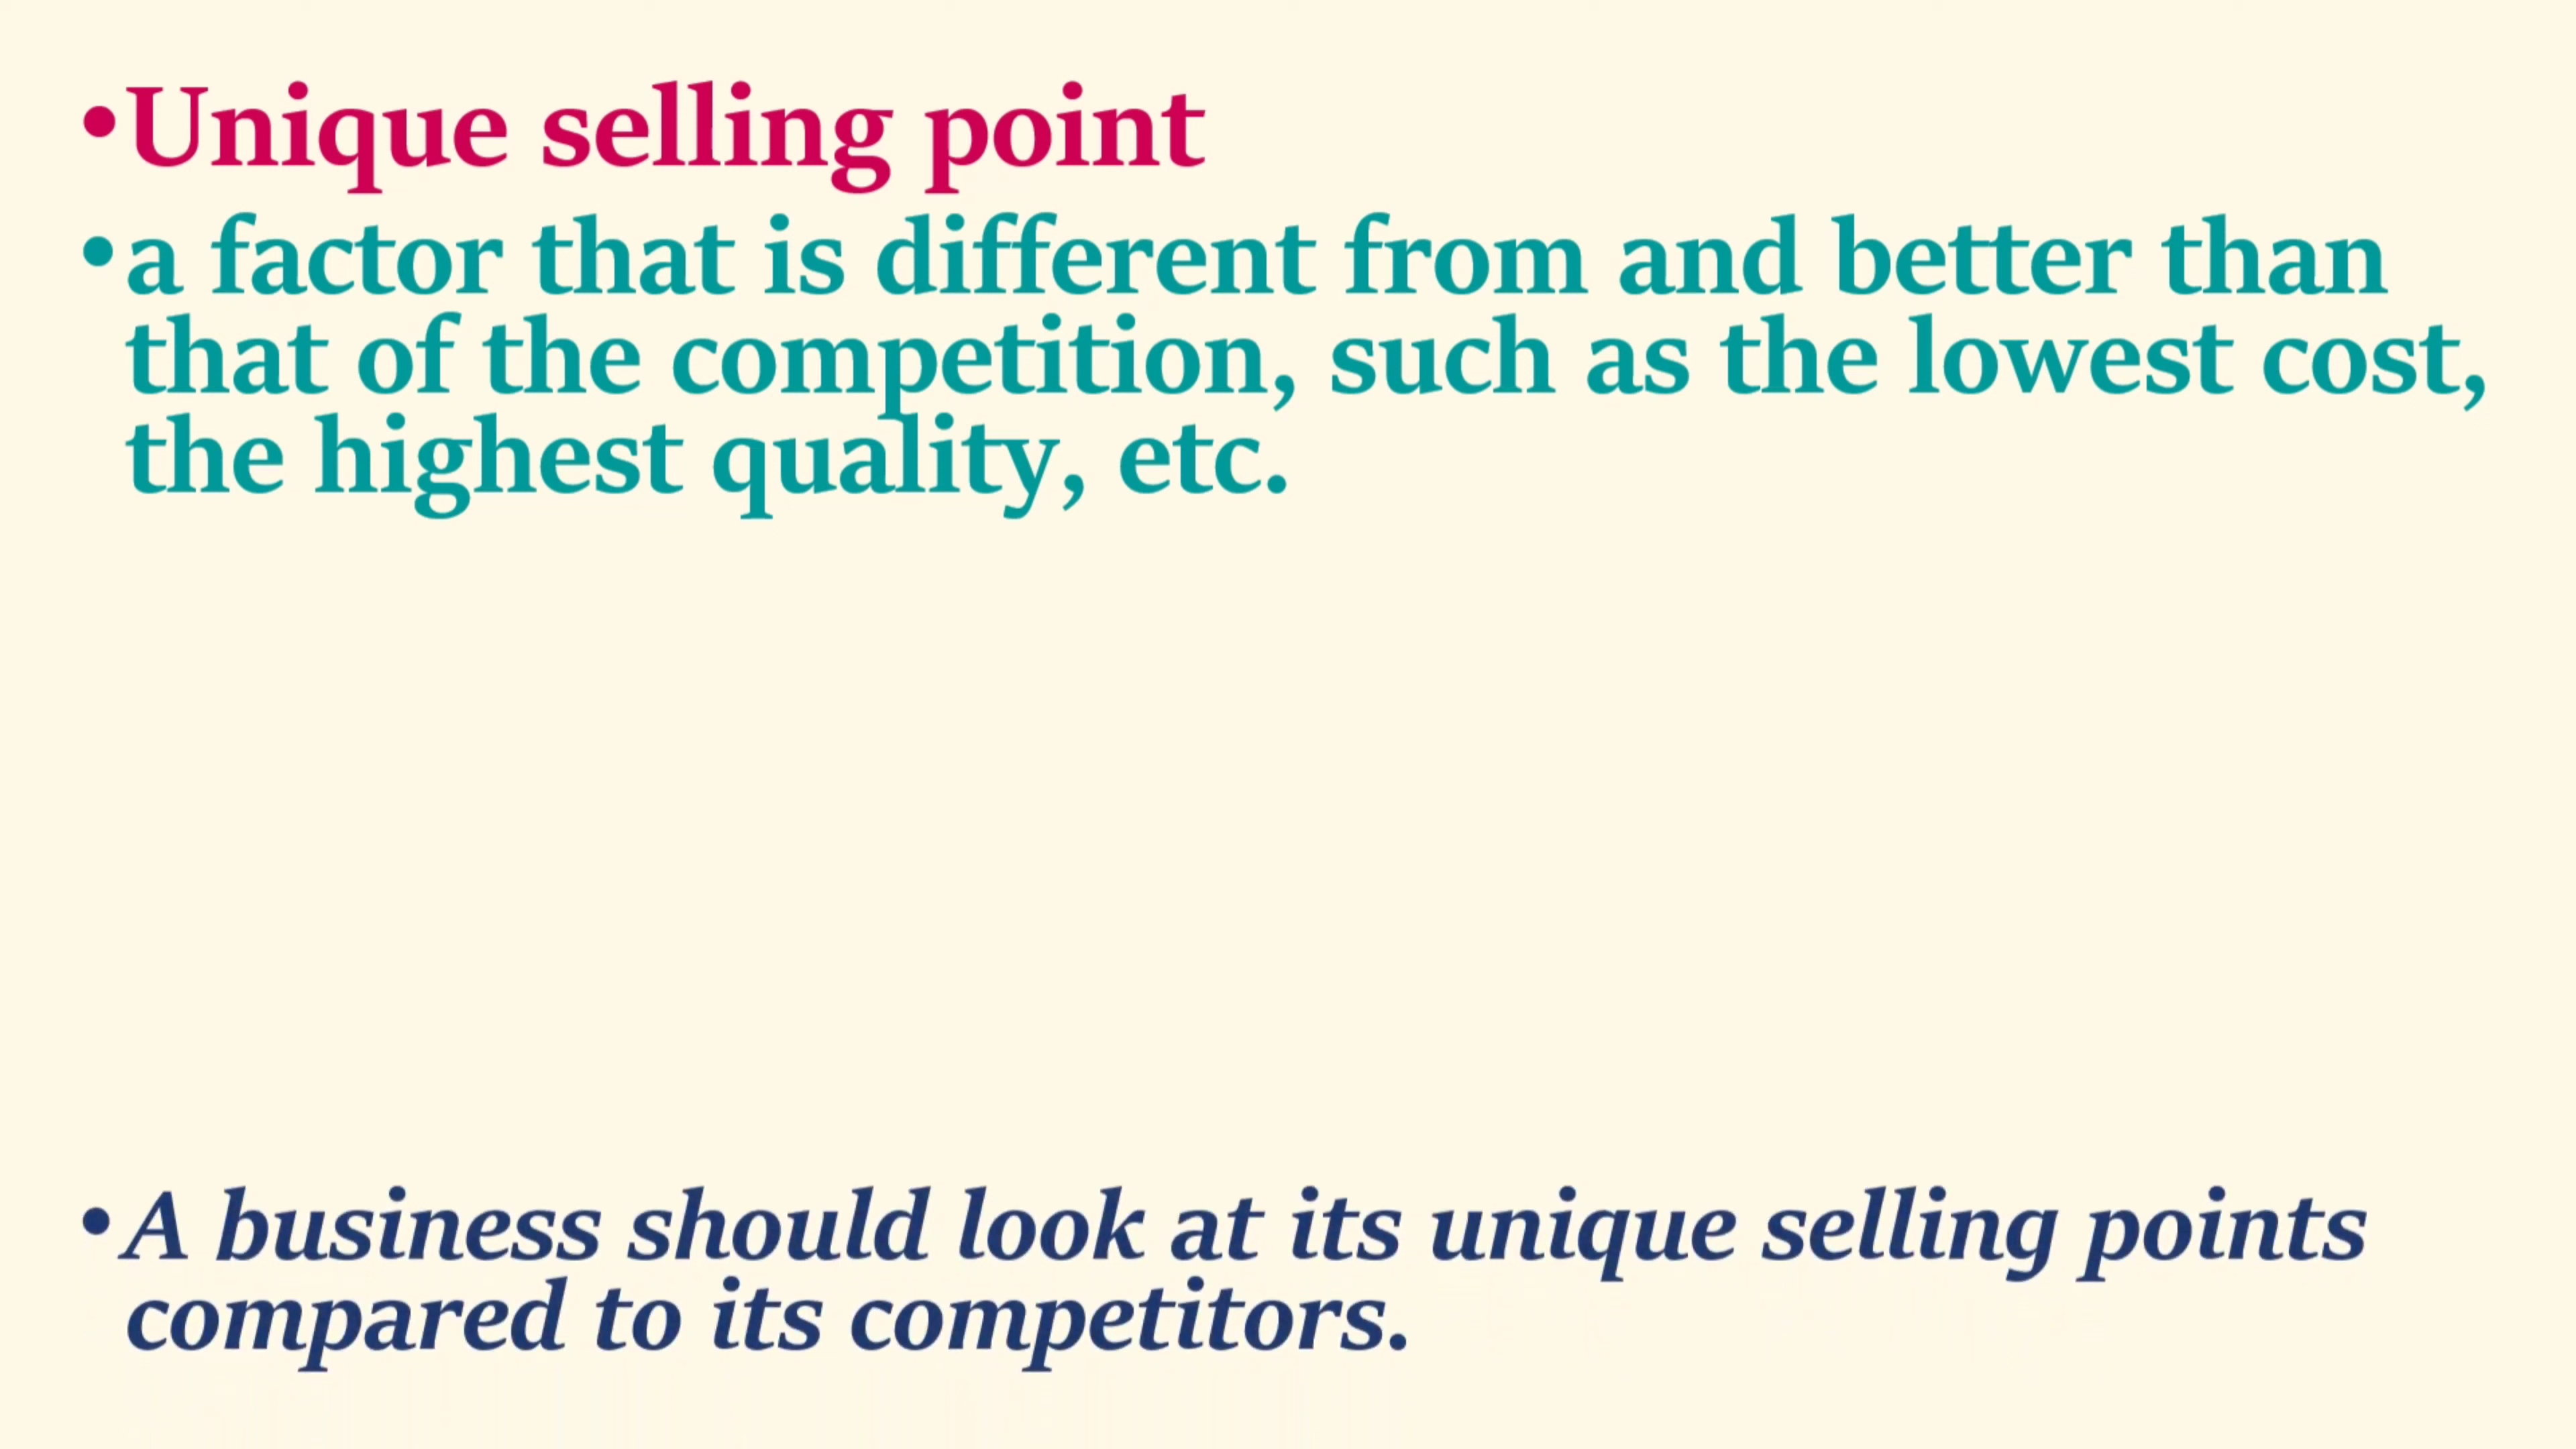 •Unique selling point
•a factor that is different from and better than
that of the competition, such as the lowest cost,
the highest quality, etc.
•A business should look at its unique selling points
compared to its competitors.